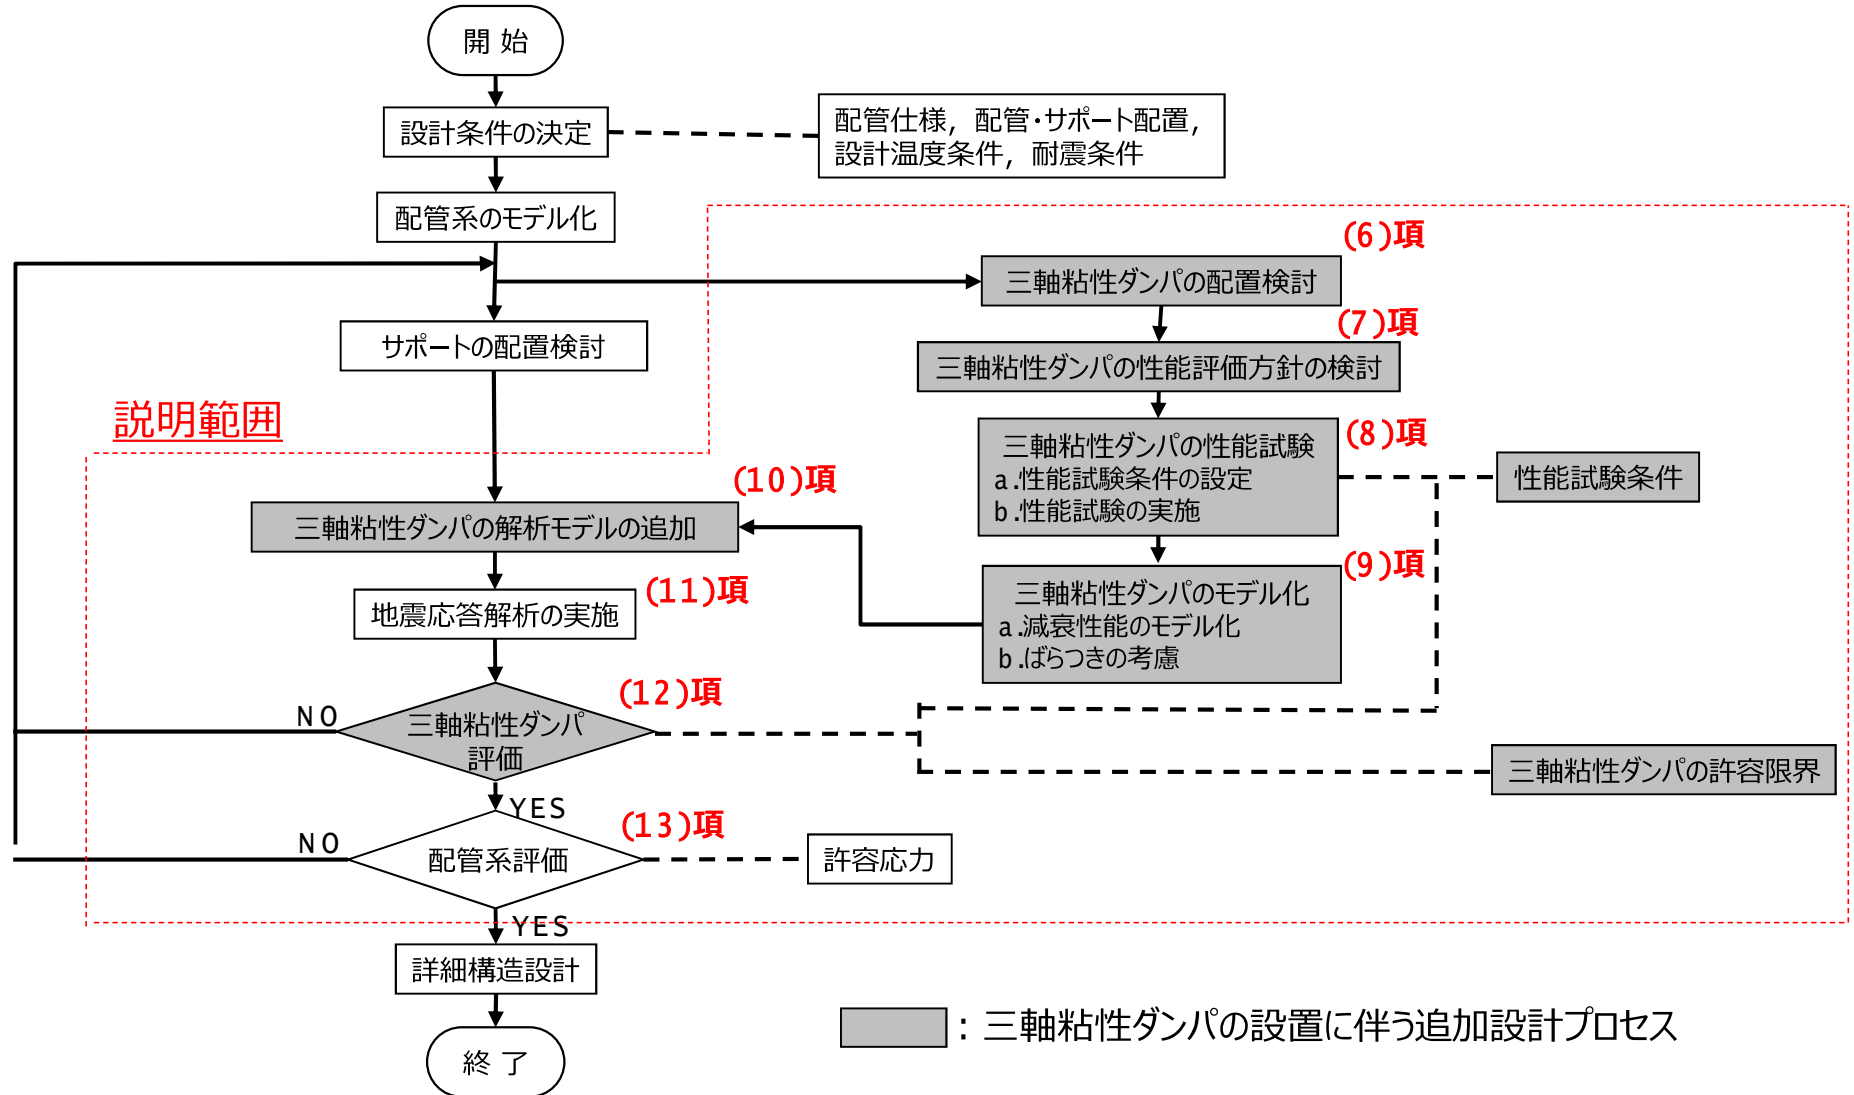 開 始
設計条件の決定
配管仕様，配管・サポート配置，
設計温度条件，耐震条件
配管系のモデル化
(6)項
三軸粘性ダンパの配置検討
(7)項
サポートの配置検討
三軸粘性ダンパの性能評価方針の検討
説明範囲
(8)項
三軸粘性ダンパの性能試験
a.性能試験条件の設定
b.性能試験の実施
性能試験条件
(10)項
三軸粘性ダンパの解析モデルの追加
(9)項
三軸粘性ダンパのモデル化
a.減衰性能のモデル化
b.ばらつきの考慮
(11)項
地震応答解析の実施
(12)項
NO
三軸粘性ダンパ
評価
三軸粘性ダンパの許容限界
YES
(13)項
NO
配管系評価
許容応力
YES
詳細構造設計
：三軸粘性ダンパの設置に伴う追加設計プロセス
終 了